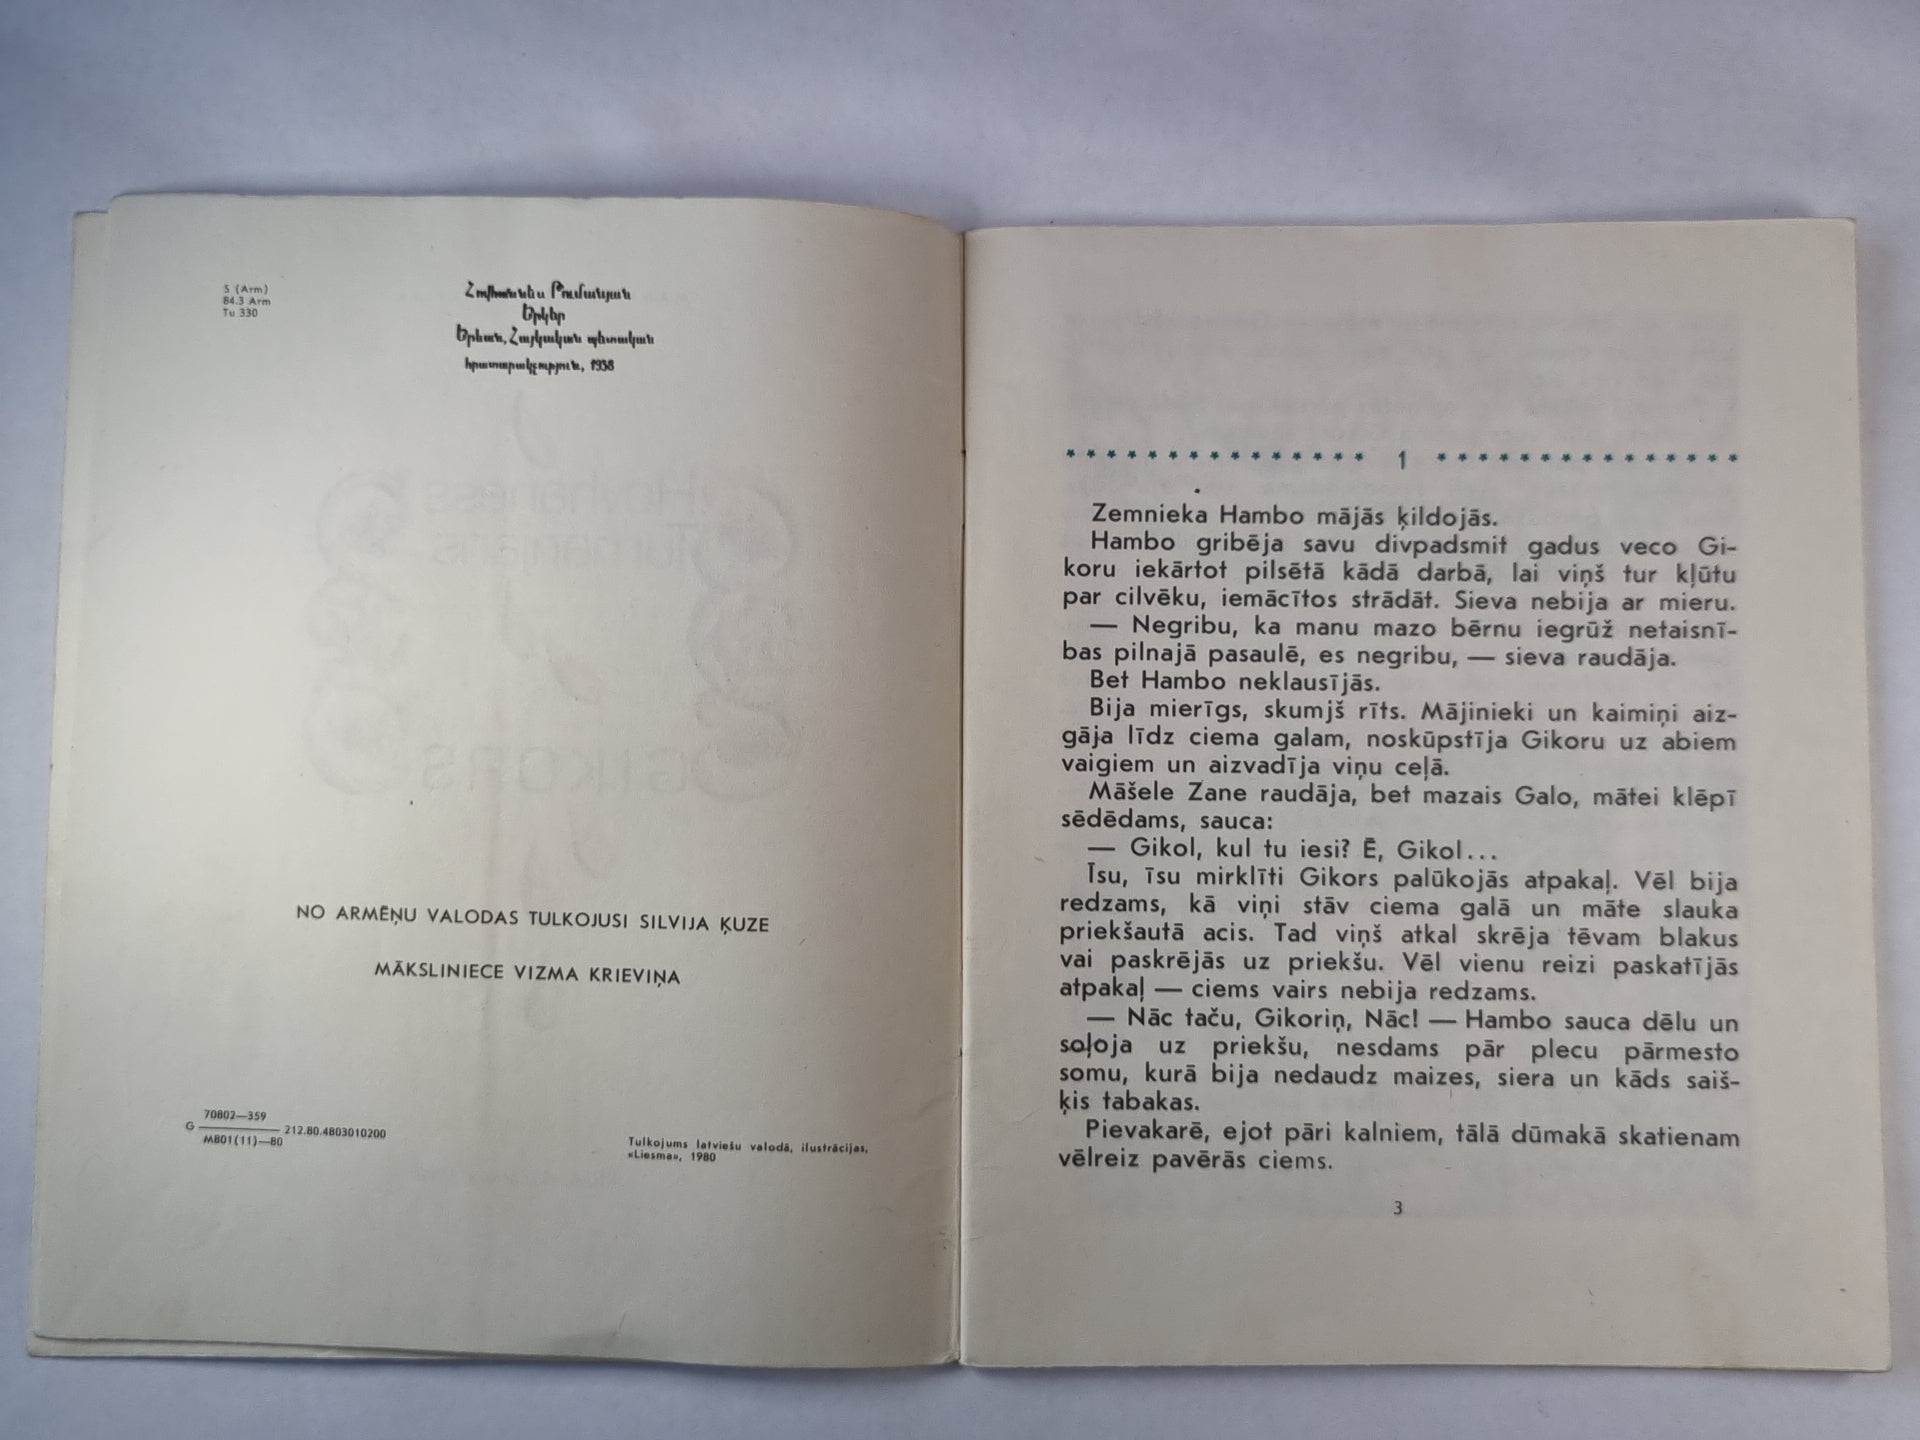 5 (Arm)
84.3 Arm
Tu 330
Հովհաննես Թումանյան
Երկեր
Երևան, Հայկական պետական
հրատարակչություն, 1938
NO ARMĒŅU VALODAS TULKOJUSI SILVIJA ĶUZE
MĀKSLINIECE VIZMA KRIEVIŅA
G 70802—359
M801(11)—80
212.80.4803010200
Tulkojums latviešu valodā, ilustrācijas,
«Liesma», 1980
1
Zemnieka Hambo mājās ķildojās.
Hambo gribēja savu divpadsmit gadus veco Gi-
koru iekārtot pilsētā kādā darbā, lai viņš tur kļūtu
par cilvēku, iemācītos strādāt. Sieva nebija ar mieru.
— Negribu, ka manu mazo bērnu iegrūž netaisnī-
bas pilnajā pasaulē, es negribu, — sieva raudāja.
Bet Hambo neklausījās.
Bija mierīgs, skumjš rīts. Mājinieki un kaimiņi aiz-
gāja līdz ciema galam, noskūpstīja Gikoru uz abiem
vaigiem un aizvadīja viņu ceļā.
Māšele Zane raudāja, bet mazais Galo, mātei klēpī
sēdēdams, sauca:
— Gikol, kul tu iesi? Ē, Gikol...
Īsu, īsu mirklīti Gikors palūkojās atpakaļ. Vēl bija
redzams, kā viņi stāv ciema galā un māte slauka
priekšautā acis. Tad viņš atkal skrēja tēvam blakus
vai paskrējās uz priekšu. Vēl vienu reizi paskatījās
atpakaļ — ciems vairs nebija redzams.
— Nāc taču, Gikoriņ, Nāc! — Hambo sauca dēlu un
soļoja uz priekšu, nesdams pār plecu pārmesto
somu, kurā bija nedaudz maizes, siera un kāds saiš-
ķis tabakas.
Pievakarē, ejot pāri kalniem, tālā dūmakā skatienam
vēlreiz pavērās ciems.
3